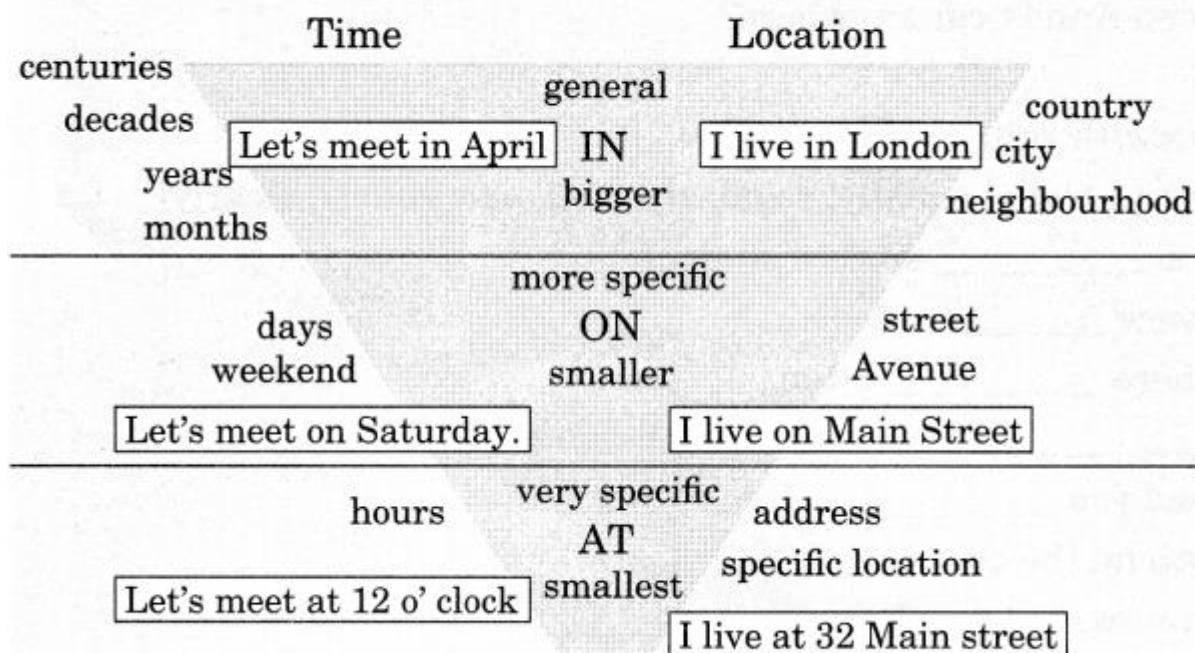 Time Location
centuries
general
decades country
Let's meet in April IN I live in London city
years bigger neighbourhood
months
more specific
days ON street
weekend smaller Avenue
Let's meet on Saturday. I live on Main Street
very specific
hours address
AT
smallest specific location
Let's meet at 12 o' clock
I live at 32 Main street